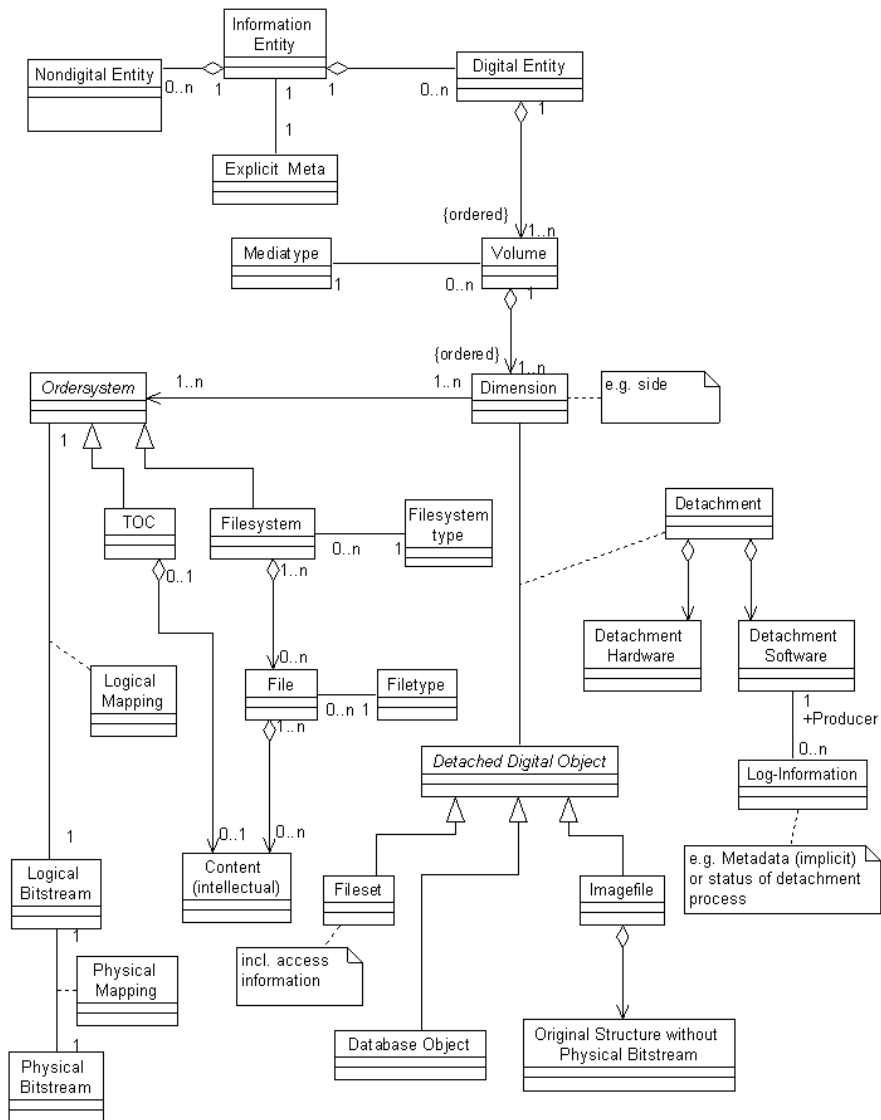 Information
Entity
Nondigital Entity
Digital Entity
0..n
1
1
1
0..n
1
1
Explicit Meta
{ordered}
1..n
Mediatype
Volume
1
0..n
1
{ordered}
1..n
Ordersystem
1..n
1..n
Dimension
e.g. side
1
TOC
Filesystem
Filesystem
type
Detachment
0..1
1..n
0..n
1
Detachment
Hardware
Detachment
Software
0..n
Logical
Mapping
File
Filetype
0..n
1
1..n
1
+Producer
0..n
Detached Digital Object
Log-Information
1
0..1
0..n
Logical
Bitstream
Content
(intellectual)
Fileset
Imagefile
e.g. Metadata (implicit)
or status of detachment
process
1
incl. access
information
Physical
Mapping
1
Database Object
Original Structure without
Physical Bitstream
Physical
Bitstream